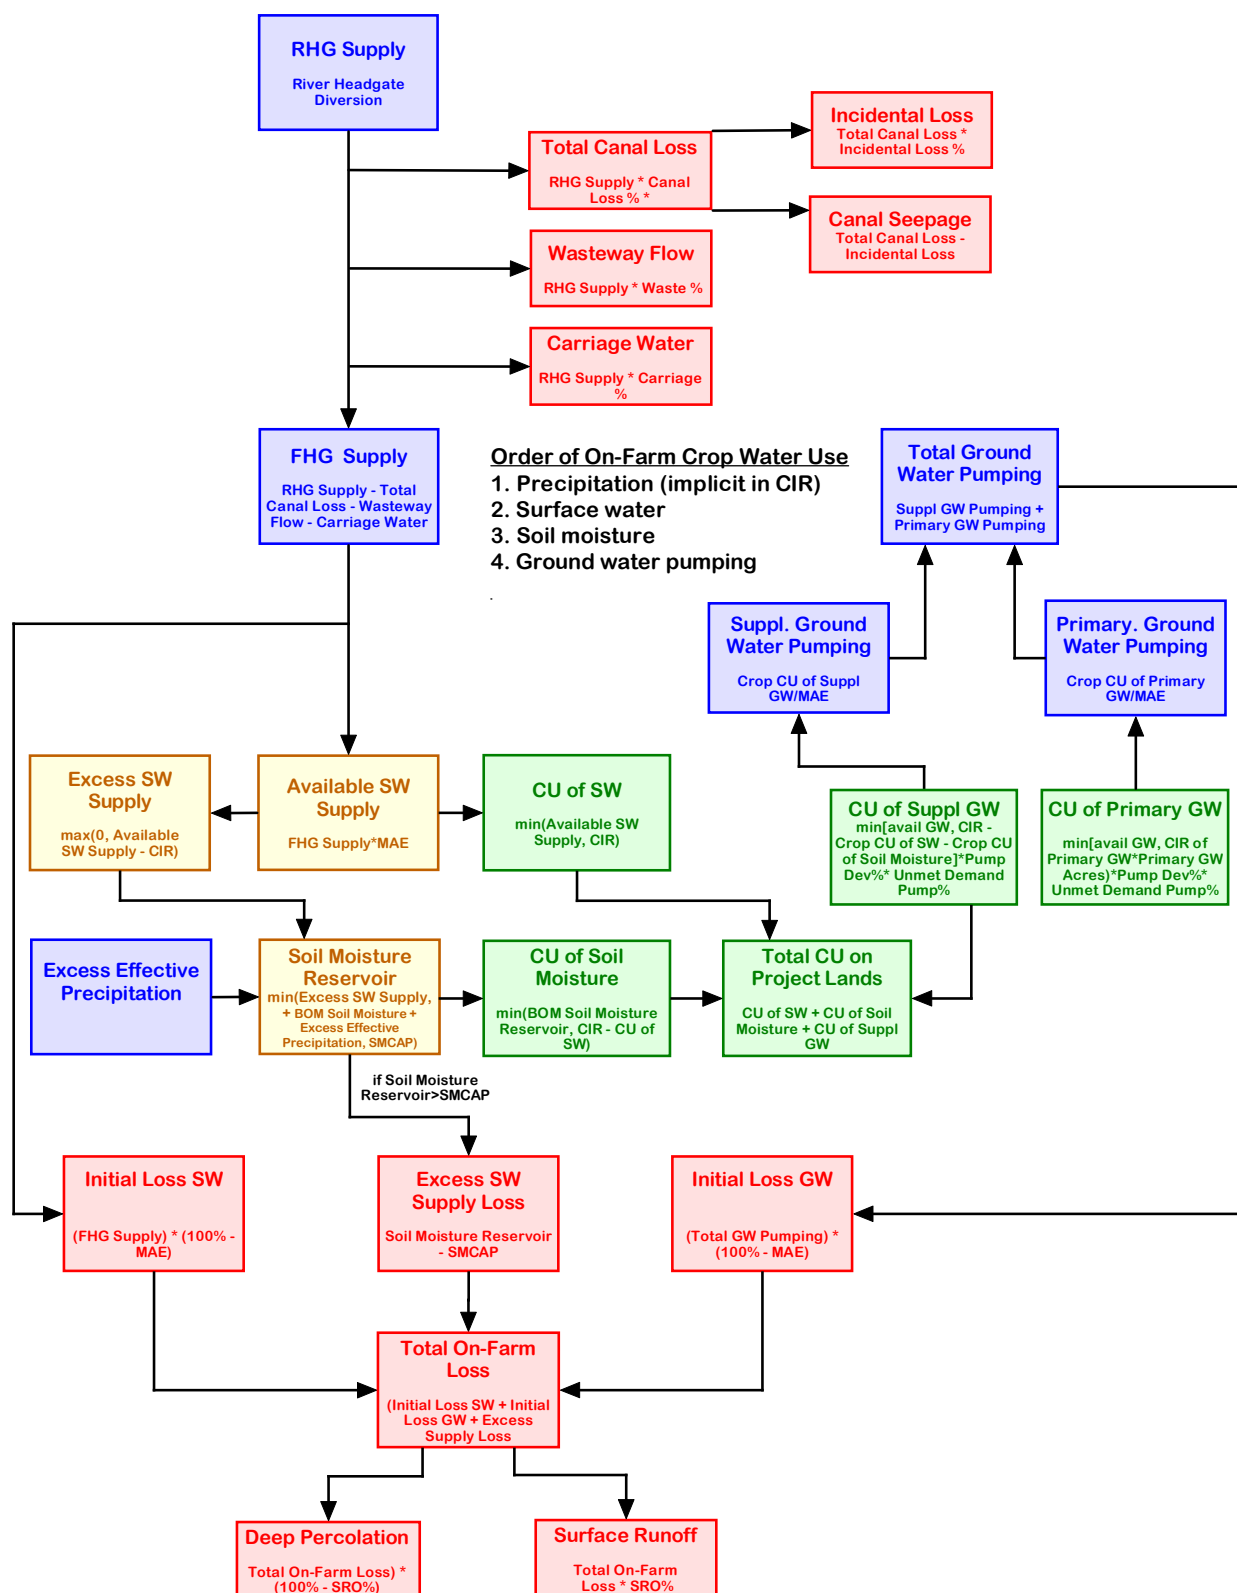 RHG Supply
River Headgate
Diversion
Incidental Loss
Total Canal Loss *
Incidental Loss %
Total Canal Loss
RHG Supply * Canal
Loss % *
Canal Seepage
Total Canal Loss -
Incidental Loss
Wasteway Flow
RHG Supply * Waste %
Carriage Water
RHG Supply * Carriage
%
FHG  Supply
RHG Supply - Total
Canal Loss - Wasteway
Flow - Carriage Water
Order of On-Farm Crop Water Use
1. Precipitation (implicit in CIR)
2. Surface water
3. Soil moisture
4. Ground water pumping
.
Total Ground
Water Pumping
Suppl GW Pumping +
Primary GW Pumping
Suppl. Ground
Water Pumping
Crop CU of Suppl
GW/MAE
Primary. Ground
Water Pumping
Crop CU of Primary
GW/MAE
Excess SW
Supply
max(0, Available
SW Supply - CIR)
Available SW
Supply
FHG Supply*MAE
CU of SW
min(Available SW
Supply, CIR)
CU of Suppl GW
min[avail GW, CIR -
Crop CU of SW - Crop CU
of Soil Moisture]*Pump
Dev%* Unmet Demand
Pump%
CU of Primary GW
min[avail GW, CIR of
Primary GW*Primary GW
Acres)*Pump Dev%*
Unmet Demand Pump%
Excess Effective
Precipitation
Soil Moisture
Reservoir
min(Excess SW Supply,
+ BOM Soil Moisture +
Excess Effective
Precipitation, SMCAP)
CU of Soil
Moisture
min(BOM Soil Moisture
Reservoir, CIR - CU of
SW)
Total CU on
Project Lands
CU of SW + CU of Soil
Moisture + CU of Suppl
GW
if Soil Moisture
Reservoir>SMCAP
Initial Loss SW
(FHG Supply) * (100% -
MAE)
Excess SW
Supply Loss
Soil Moisture Reservoir
- SMCAP
Initial Loss GW
(Total GW Pumping) *
(100% - MAE)
Total On-Farm
Loss
(Initial Loss SW + Initial
Loss GW + Excess
Supply Loss
Deep Percolation
Total On-Farm Loss) *
(100% - SRO%)
Surface Runoff
Total On-Farm
Loss * SRO%